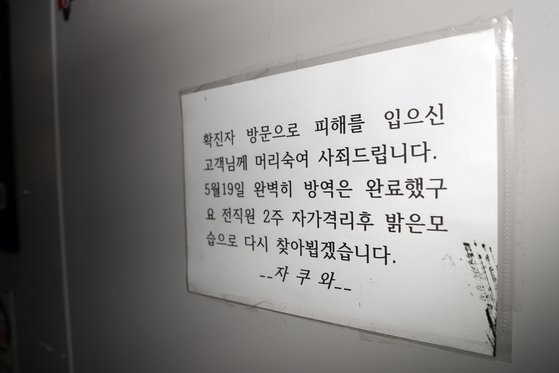 확진자 방문으로 피해를 입으신
고객님께 머리숙여 사죄드립니다.
5월19일 완벽히 방역은 완료했구
요 전직원 2주 자가격리후 밝은모
습으로 다시 찾아뵙겠습니다.
--자 쿠 와--